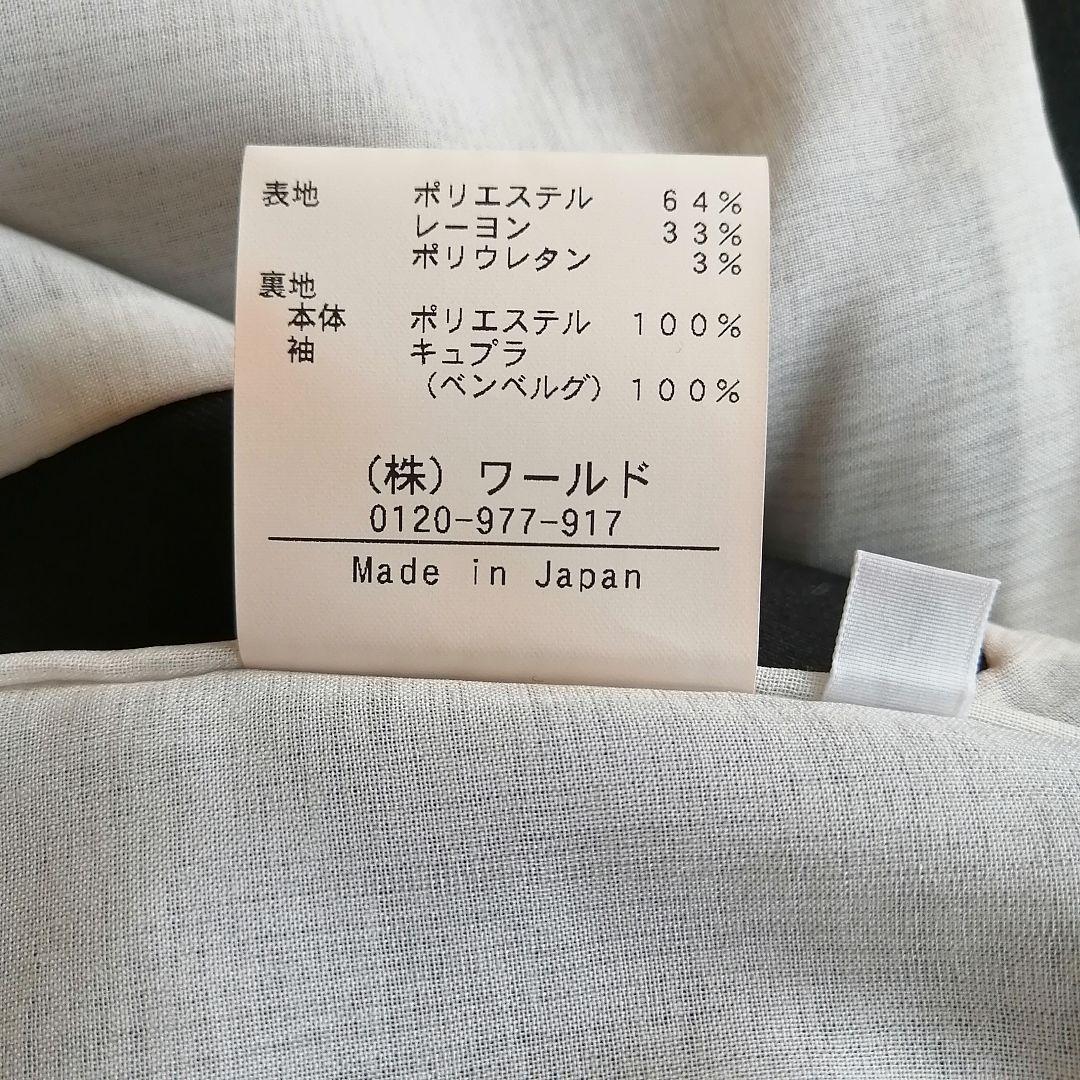 表地 ポリエステル 64%
レーヨン 33%
ポリウレタン 3%
裏地
本体 ポリエステル 100%
袖 キュプラ
(ベンベルグ) 100%
(株) ワールド
0120-977-917
Made in Japan